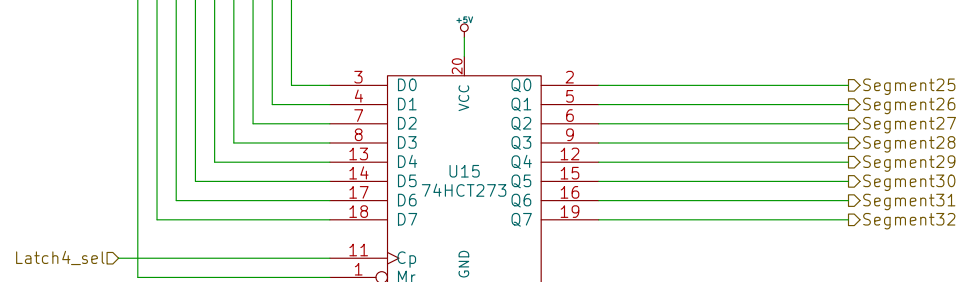 +5V
20
VCC
3 D0 Q0 2 Segment25
4 D1 Q1 5 Segment26
7 D2 Q2 6 Segment27
8 D3 Q3 9 Segment28
13 D4 Q4 12 Segment29
U15
14 D5 Q5 15 Segment30
74HCT273
17 D6 Q6 16 Segment31
18 D7 Q7 19 Segment32
Latch4_sel 11 Cp
GND
1 Mr